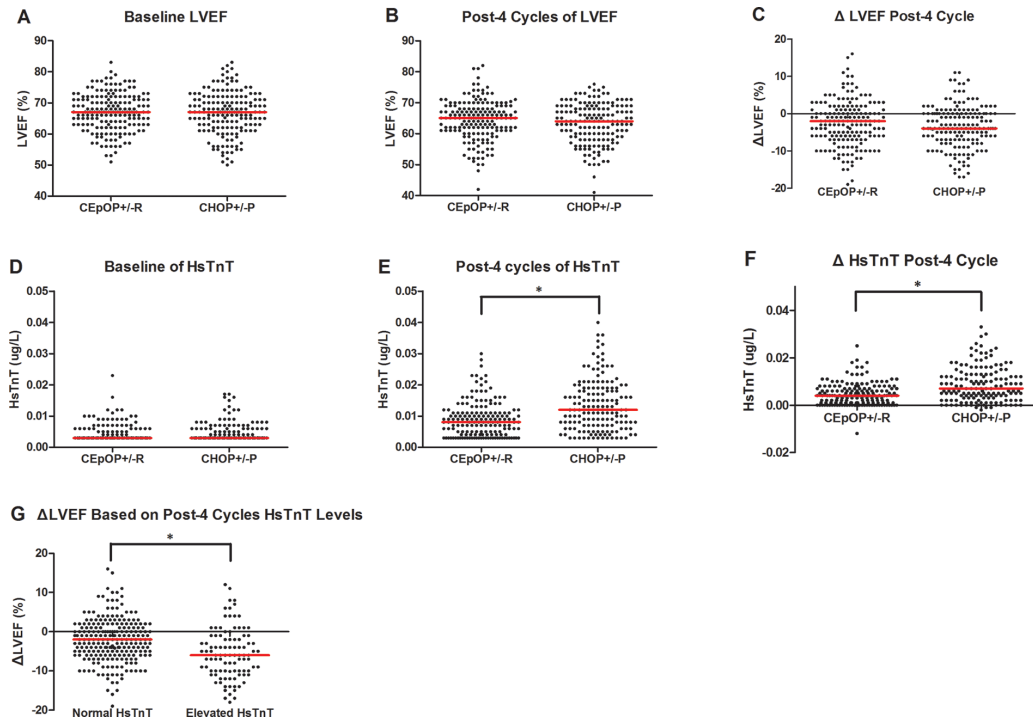 A Baseline LVEF
90
80
70
60
50
40
LVEF (%)
CEpOP+/-R CHOP+/-P
B Post-4 Cycles of LVEF
90
80
70
60
50
40
LVEF (%)
CEpOP+/-R CHOP+/-P
C Δ LVEF Post-4 Cycle
20
10
0
-10
-20
ΔLVEF (%)
CEpOP+/-R CHOP+/-P
D Baseline of HsTnT
0.05
0.04
0.03
0.02
0.01
0.00
HsTnT (ug/L)
CEpOP+/-R CHOP+/-P
E Post-4 cycles of HsTnT
*
0.05
0.04
0.03
0.02
0.01
0.00
HsTnT (ug/L)
CEpOP+/-R CHOP+/-P
F Δ HsTnT Post-4 Cycle
*
0.04
0.02
0.00
-0.02
HsTnT (ug/L)
CEpOP+/-R CHOP+/-P
G ΔLVEF Based on Post-4 Cycles HsTnT Levels
*
20
10
0
-10
-20
ΔLVEF (%)
Normal HsTnT Elevated HsTnT